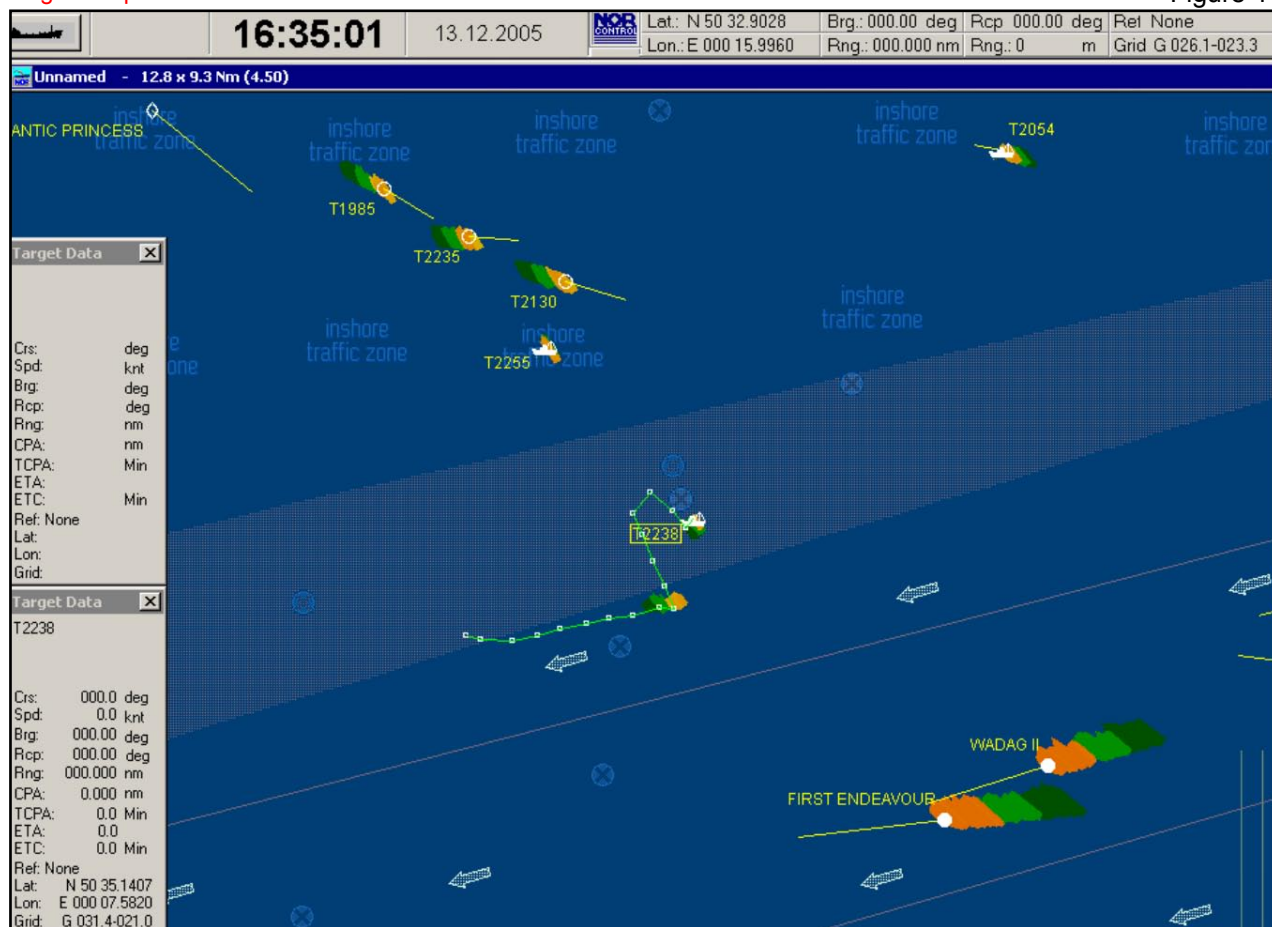 16:35:01
13.12.2005
NOR
CONTROL
Lat.: N 50 32.9028
Lon.: E 000 15.9960
Brg.: 000.00 deg
Rng.: 000.000 nm
Rcp 000.00 deg
Rng.: 0 m
Ref None
Grid G 026.1-023.3
Unnamed - 12.8 x 9.3 Nm (4.50)
ANTIC PRINCESS
inshore
traffic zone
inshore
traffic zone
inshore
traffic zone
inshore
traffic zone
T2054
inshore
traffic zon
T1985
T2235
T2130
inshore
traffic zone
inshore
traffic zone
inshore
zone
T2255
e
one
Target Data
Crs: deg
Spd: knt
Brg: deg
Rcp: deg
Rng: nm
CPA: nm
TCPA: Min
ETA:
ETC: Min
Ref: None
Lat:
Lon:
Grid:
T2238
Target Data
T2238
Crs: 000.0 deg
Spd: 0.0 knt
Brg: 000.00 deg
Rcp: 000.00 deg
Rng: 000.000 nm
CPA: 0.000 nm
TCPA: 0.0 Min
ETA: 0.0
ETC: 0.0 Min
Ref: None
Lat: N 50 35.1407
Lon: E 000 07.5820
Grid: G 031.4-021.0
WADAG II
FIRST ENDEAVOUR